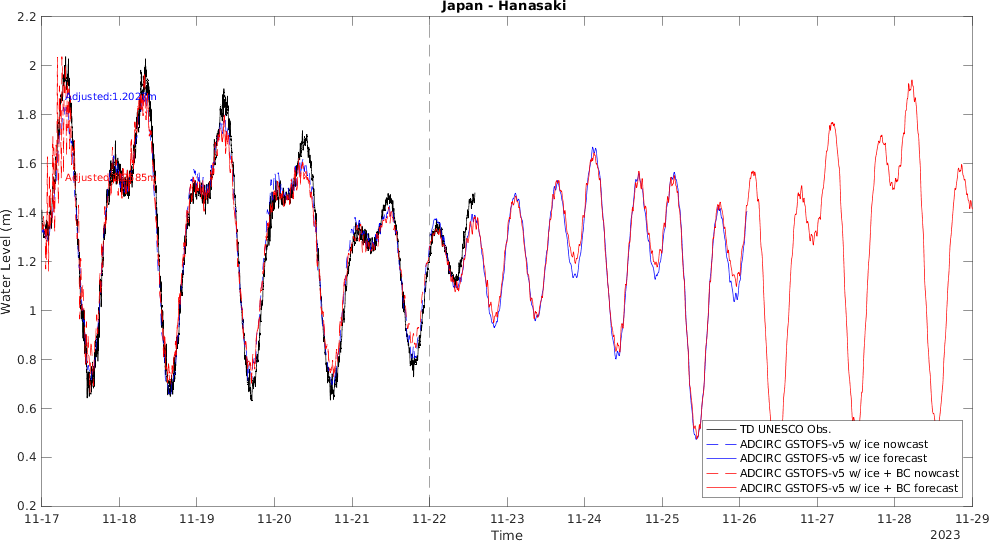 Japan - Hanasaki
2.2
2
1.8
1.6
1.4
1.2
1
0.8
0.6
0.4
0.2
Water Level (m)
Adjusted:1.202
Adjusted
85m
TD UNESCO Obs.
ADCIRC GSTOFS-v5 w/ ice nowcast
ADCIRC GSTOFS-v5 w/ ice forecast
ADCIRC GSTOFS-v5 w/ ice + BC nowcast
ADCIRC GSTOFS-v5 w/ ice + BC forecast
11-17 11-18 11-19 11-20 11-21 11-22 11-23 11-24 11-25 11-26 11-27 11-28 11-29
Time
2023